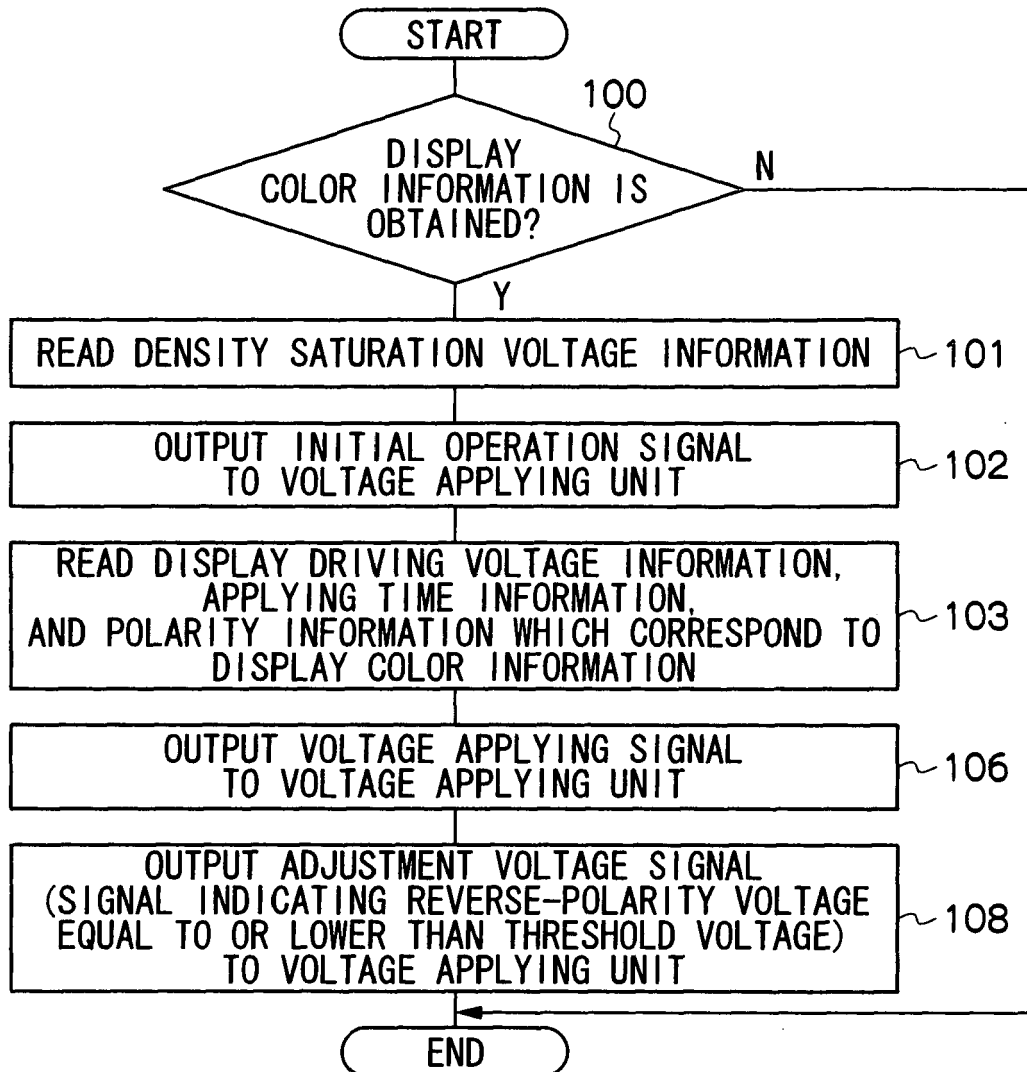 START
100
DISPLAY
COLOR INFORMATION IS
OBTAINED?
N
Y
READ DENSITY SATURATION VOLTAGE INFORMATION
101
OUTPUT INITIAL OPERATION SIGNAL
TO VOLTAGE APPLYING UNIT
102
READ DISPLAY DRIVING VOLTAGE INFORMATION,
APPLYING TIME INFORMATION,
AND POLARITY INFORMATION WHICH CORRESPOND TO
DISPLAY COLOR INFORMATION
103
OUTPUT VOLTAGE APPLYING SIGNAL
TO VOLTAGE APPLYING UNIT
106
OUTPUT ADJUSTMENT VOLTAGE SIGNAL
(SIGNAL INDICATING REVERSE-POLARITY VOLTAGE
EQUAL TO OR LOWER THAN THRESHOLD VOLTAGE)
TO VOLTAGE APPLYING UNIT
108
END